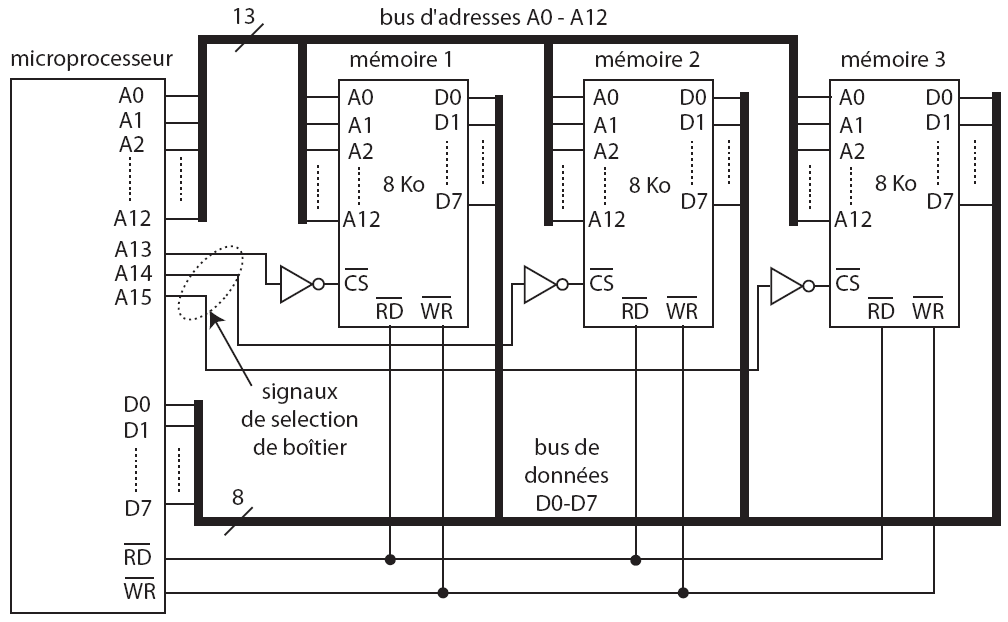 13
bus d'adresses A0 - A12
microprocesseur
mémoire 1
mémoire 2
mémoire 3
A0
A1
A2
A12
A13
A14
A15
D0
D1
D7
RD
WR
A0
A1
A2
A12
D0
D1
D7
8 Ko
CS
RD
WR
A0
A1
A2
A12
D0
D1
D7
8 Ko
CS
RD
WR
A0
A1
A2
A12
D0
D1
D7
8 Ko
CS
RD
WR
signaux
de selection
de boîtier
8
bus de
données
D0-D7